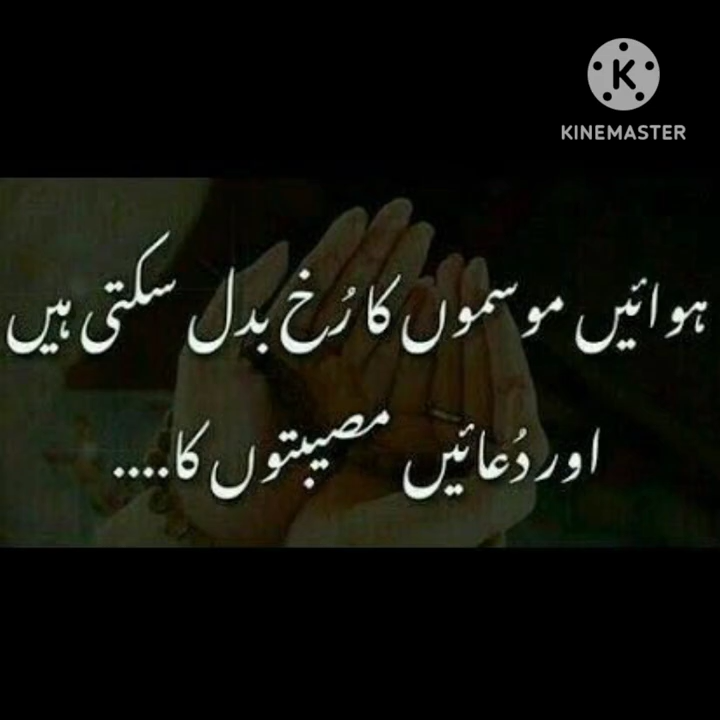 KINEMASTER
ہوائیں موسموں کا رُخ بدل سکتی ہیں
اور دُعائیں مصیبتوں کا....